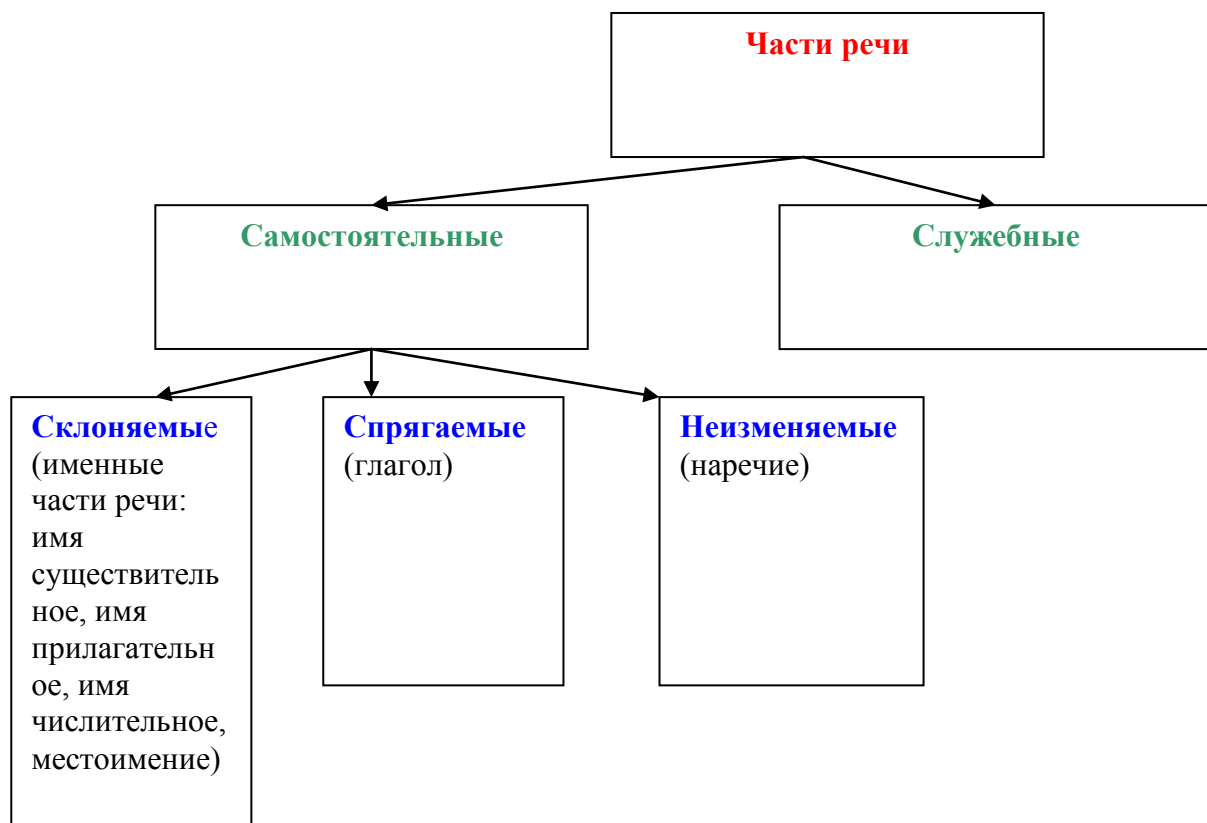 Части речи
Самостоятельные
Служебные
Склоняемые
(именные
части речи:
имя
существитель
ное, имя
прилагательн
ое, имя
числительное,
местоимение)
Спрягаемые
(глагол)
Неизменяемые
(наречие)